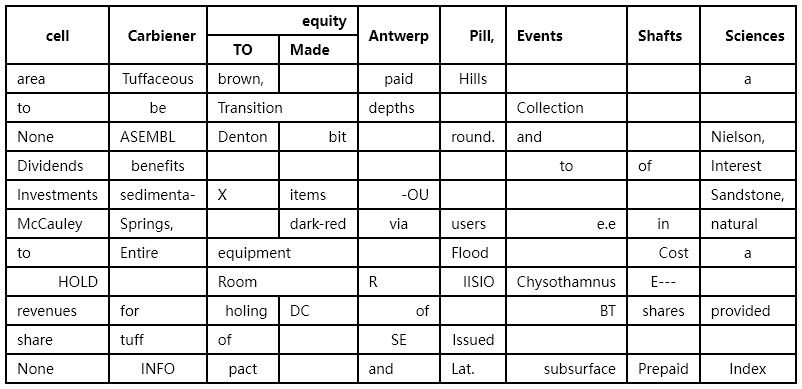 cell Carbiener equity Antwerp Pill, Events Shafts Sciences
TO Made
area Tuffaceous brown, paid Hills a
to be Transition depths Collection
None ASEMBL Denton bit round. and Nielson,
Dividends benefits to of Interest
Investments sedimenta- X items -OU Sandstone,
McCauley Springs, dark-red via users e.e in natural
to Entire equipment Flood Cost a
HOLD Room R IISIO Chysothamnus E---
revenues for holing DC of BT shares provided
share tuff of SE Issued
None INFO pact and Lat. subsurface Prepaid Index